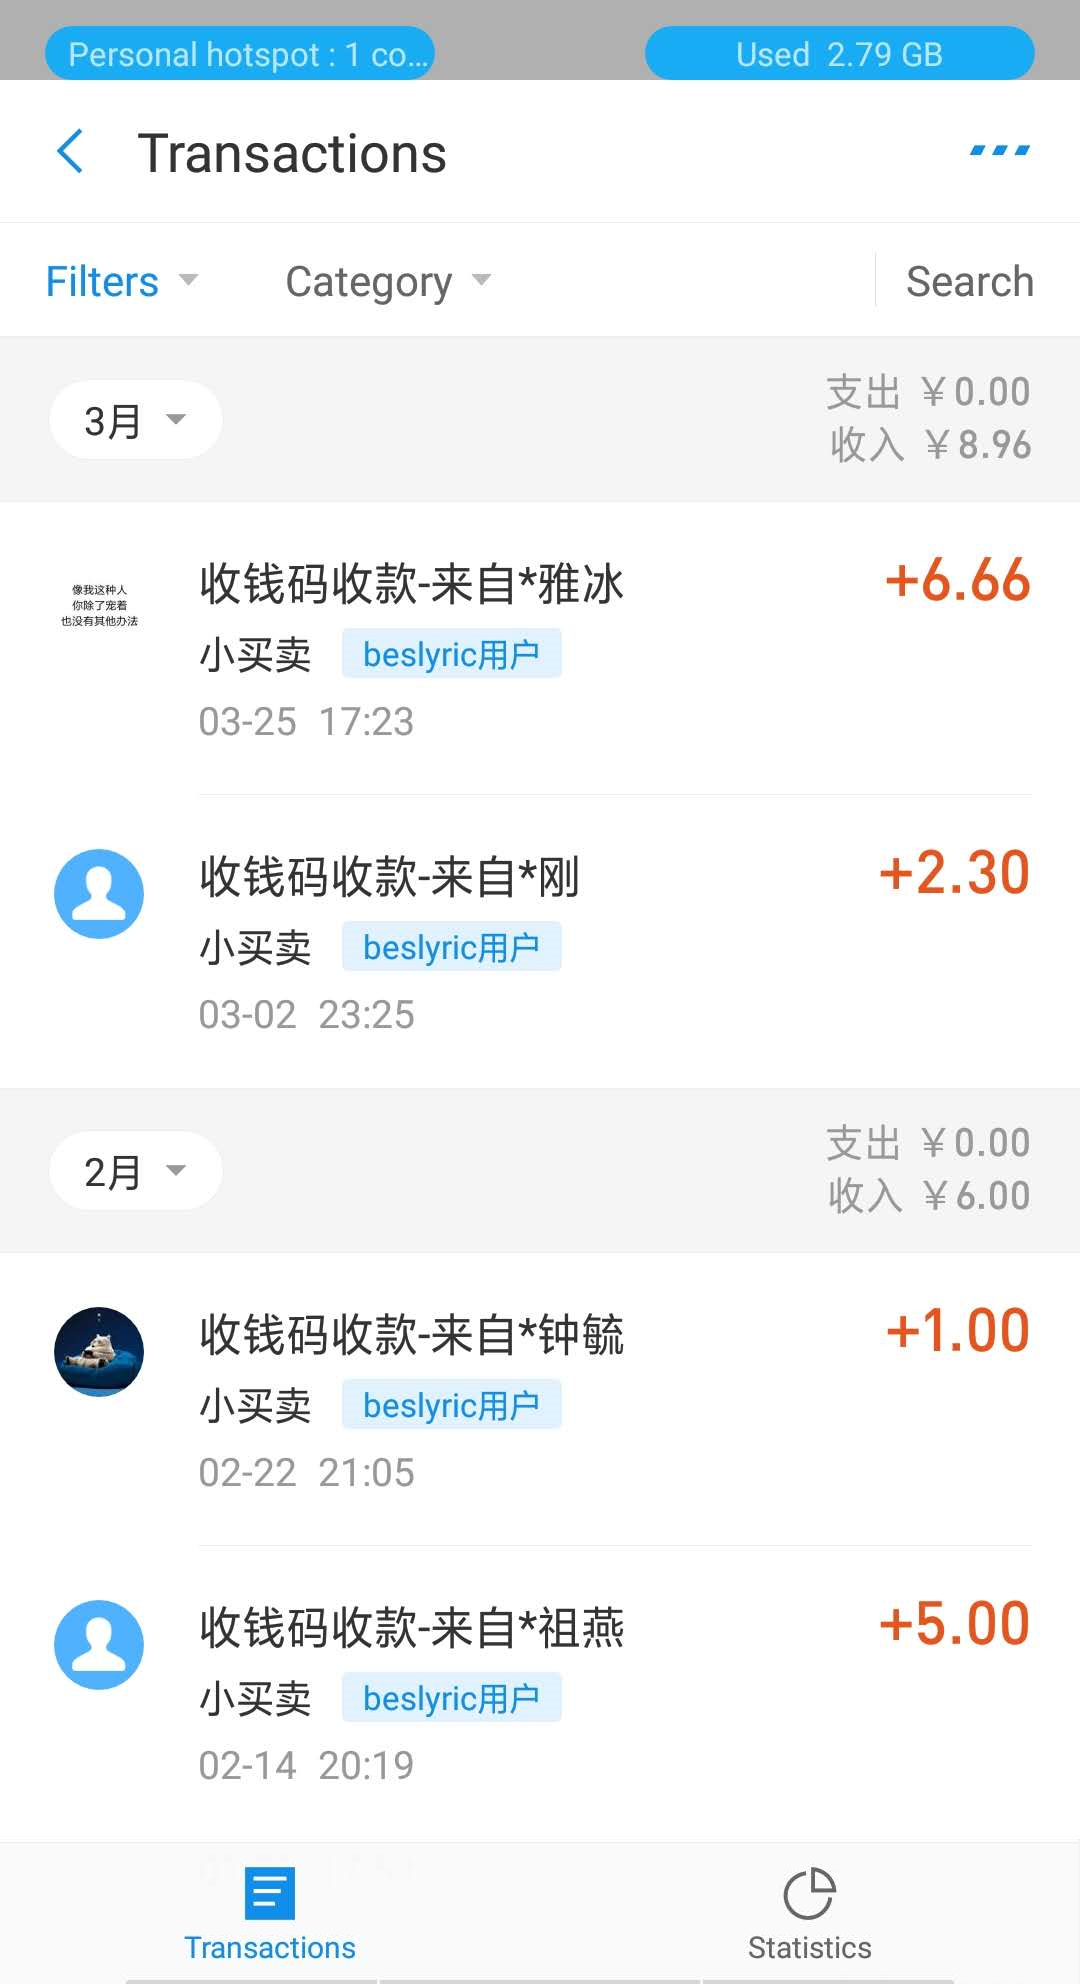 Personal hotspot : 1 co...
Used 2.79 GB
Transactions
Filters
Category
Search
3月
支出 ￥0.00
收入 ￥8.96
像我这种人
你除了宠着
也没有其他办法
收钱码收款-来自*雅冰
+6.66
小买卖 beslyric用户
03-25 17:23
收钱码收款-来自*刚
+2.30
小买卖 beslyric用户
03-02 23:25
2月
支出 ￥0.00
收入 ￥6.00
收钱码收款-来自*钟毓
+1.00
小买卖 beslyric用户
02-22 21:05
收钱码收款-来自*祖燕
+5.00
小买卖 beslyric用户
02-14 20:19
Transactions
Statistics